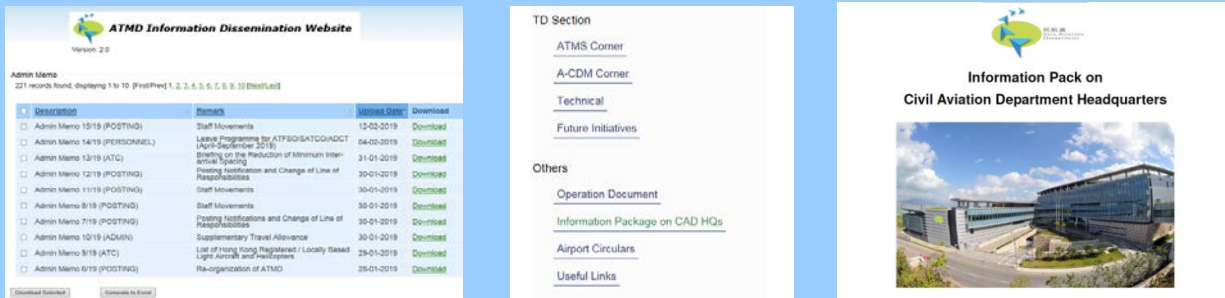 ATMD Information Dissemination Website
Version: 2.0
Admin Memo
221 records found, displaying 1 to 10. [First/Prev] 1, 2, 3, 4, 5, 6, 7, 8, 9, 10 [Next/Last]
Description Remark Upload Date Download
Admin Memo 15/19 (POSTING) Staff Movements 12-02-2019 Download
Admin Memo 14/19 (PERSONNEL) Leave Programme for ATFSO/SATCO/ADCT (April-September 2019) 04-02-2019 Download
Admin Memo 13/19 (ATC) Briefing on the Reduction of Minimum Inter-arrival Spacing 31-01-2019 Download
Admin Memo 12/19 (POSTING) Posting Notification and Change of Line of Responsibilities 30-01-2019 Download
Admin Memo 11/19 (POSTING) Staff Movements 30-01-2019 Download
Admin Memo 8/19 (POSTING) Staff Movements 30-01-2019 Download
Admin Memo 7/19 (POSTING) Posting Notifications and Change of Line of Responsibilities 30-01-2019 Download
Admin Memo 10/19 (ADMIN) Supplementary Travel Allowance 30-01-2019 Download
Admin Memo 9/19 (ATC) List of Hong Kong Registered / Locally Based Light Aircraft and Helicopters 29-01-2019 Download
Admin Memo 6/19 (POSTING) Re-organization of ATMD 28-01-2019 Download
Download Selected Generate to Excel
TD Section
ATMS Corner
A-CDM Corner
Technical
Future Initiatives
Others
Operation Document
Information Package on CAD HQs
Airport Circulars
Useful Links
民航處
Civil Aviation
Department
Information Pack on
Civil Aviation Department Headquarters